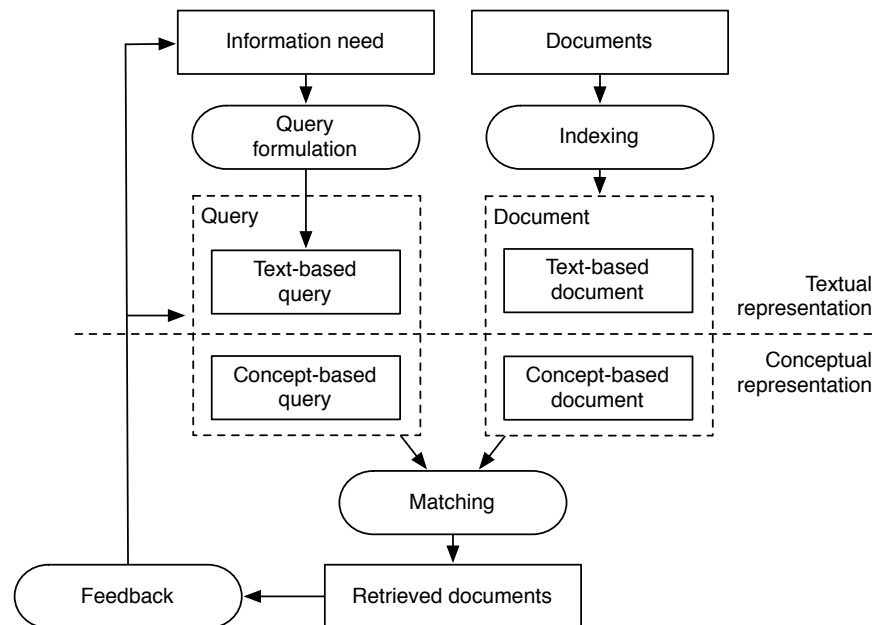 Information need
Documents
Query
formulation
Indexing
Query
Document
Text-based
query
Text-based
document
Textual
representation
Concept-based
query
Concept-based
document
Conceptual
representation
Matching
Feedback
Retrieved documents